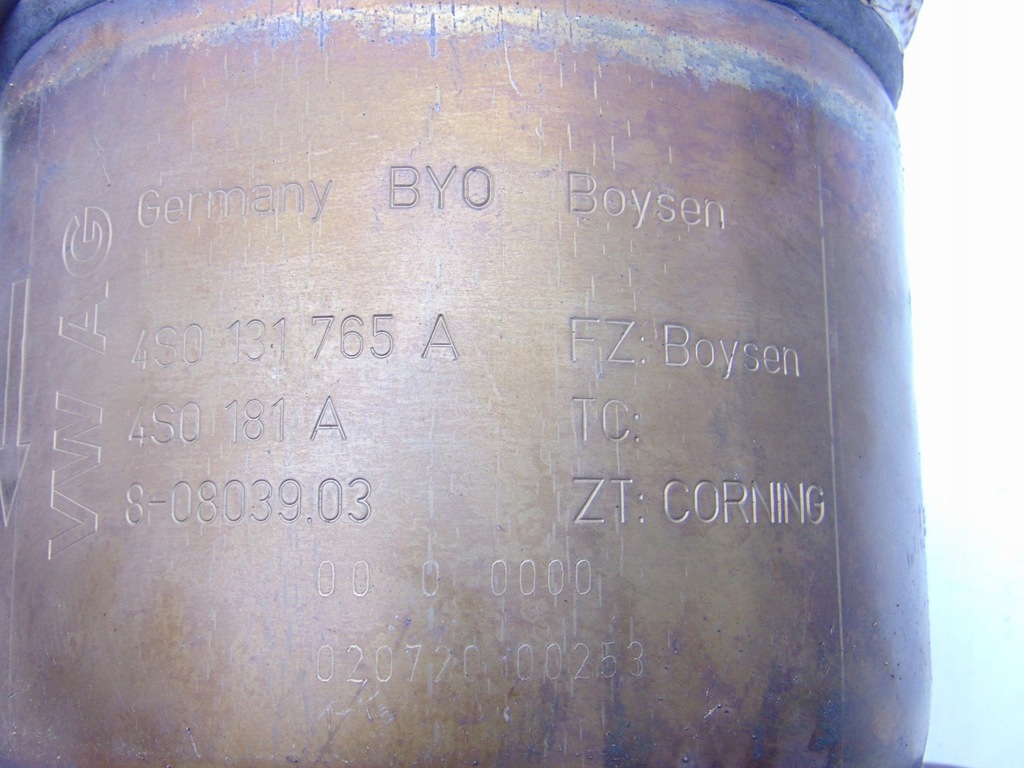 VW AG
Germany BYO Boysen
4S0 131 765 A FZ: Boysen
4S0 181 A TC:
8-08039.03 ZT: CORNING
00 0 0000
020720 00253